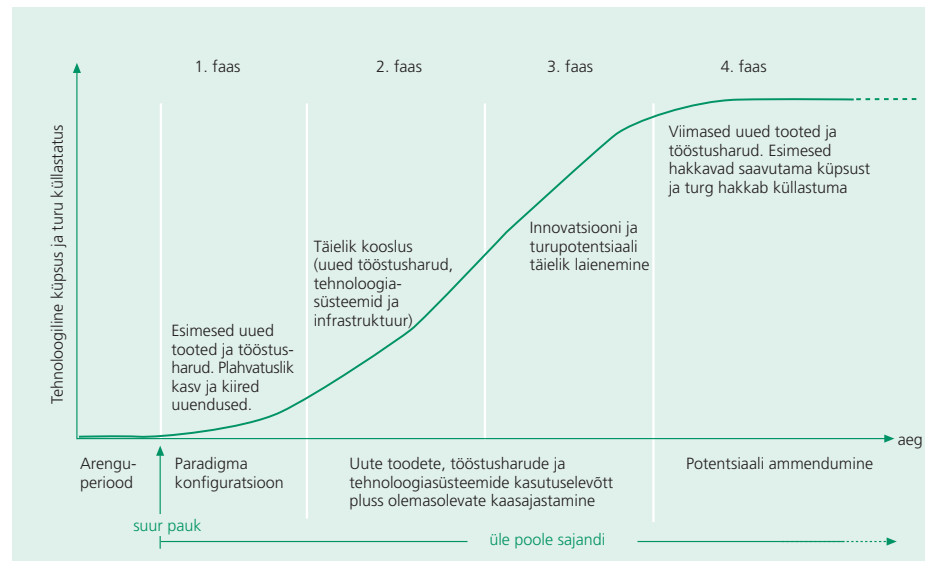 1. faas
2. faas
3. faas
4. faas
Tehnoloogiline küpsus ja turu küllastatus
Viimased uued tooted ja
tööstusharud. Esimesed
hakkavad saavutama küpsust
ja turg hakkab küllastuma
Innovatsiooni ja
turupotentsiaali
täielik laienemine
Täielik kooslus
(uued tööstusharud,
tehnoloogia-
süsteemid ja
infrastruktuur)
Esimesed uued
tooted ja tööstus-
harud. Plahvatuslik
kasv ja kiired
uuendused.
aeg
Arengu-
periood
Paradigma
konfiguratsioon
Uute toodete, tööstusharude ja
tehnoloogiasüsteemide kasutuselevõtt
pluss olemasolevate kaasajastamine
Potentsiaali ammendumine
suur pauk
üle poole sajandi